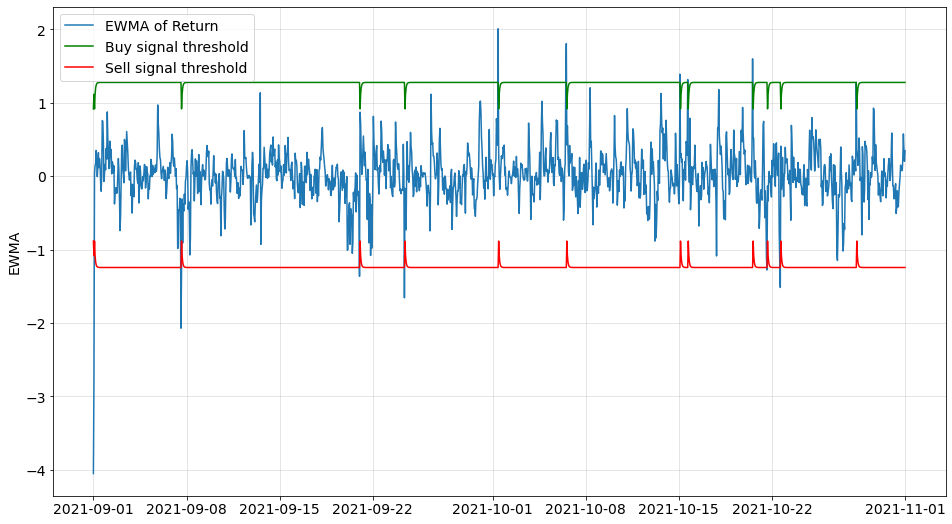 EWMA of Return
Buy signal threshold
Sell signal threshold
EWMA
2
1
0
−1
−2
−3
−4
2021-09-01 2021-09-08 2021-09-15 2021-09-22 2021-10-01 2021-10-08 2021-10-15 2021-10-22 2021-11-01